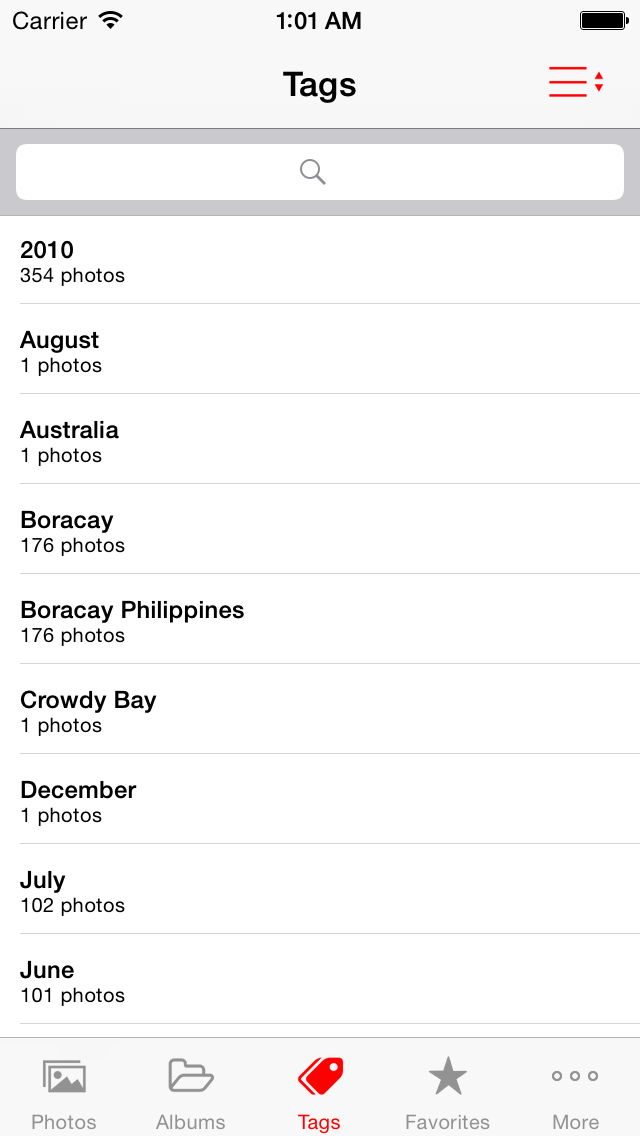 Carrier 1:01 AM
Tags
2010
354 photos
August
1 photos
Australia
1 photos
Boracay
176 photos
Boracay Philippines
176 photos
Crowdy Bay
1 photos
December
1 photos
July
102 photos
June
101 photos
Photos Albums Tags Favorites More